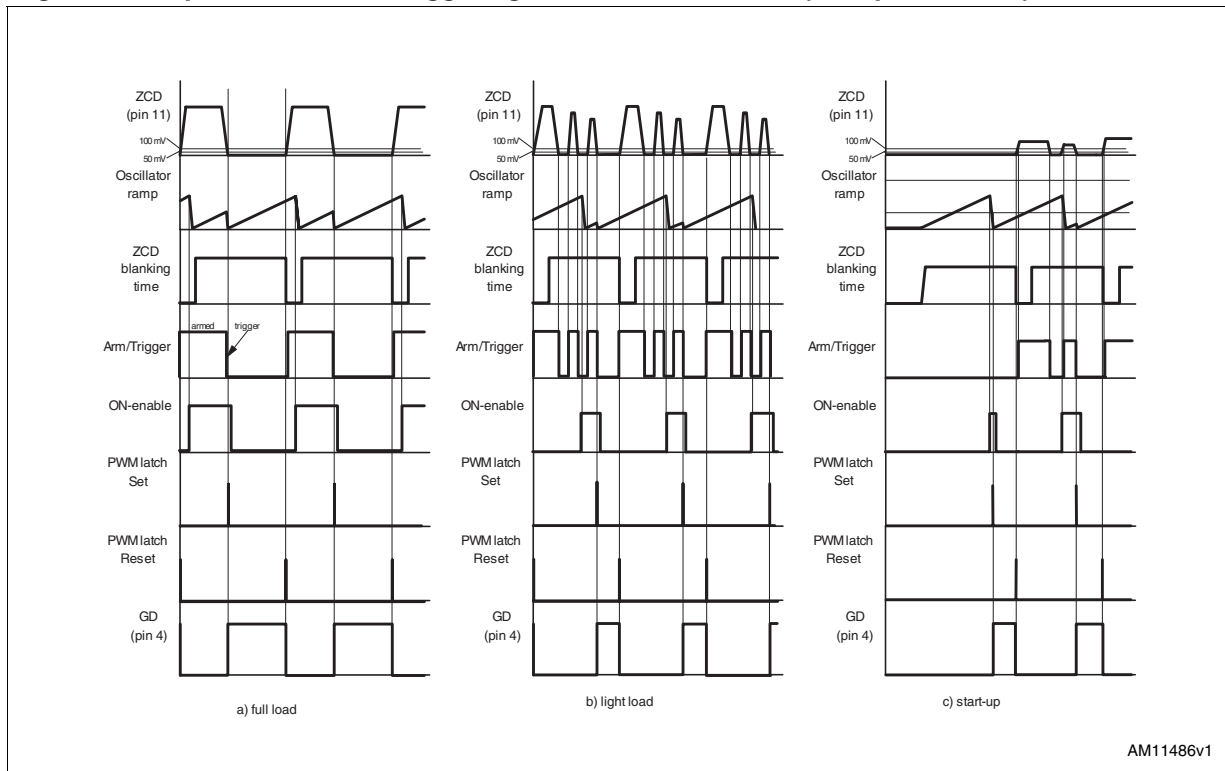 ZCD
(pin 11)
100 mV
50 mV
Oscillator
ramp
ZCD
blanking
time
armed
trigger
Arm/Trigger
ON-enable
PWM latch
Set
PWM latch
Reset
GD
(pin 4)
a) full load
ZCD
(pin 11)
100 mV
50 mV
Oscillator
ramp
ZCD
blanking
time
Arm/Trigger
ON-enable
PWM latch
Set
PWM latch
Reset
GD
(pin 4)
b) light load
ZCD
(pin 11)
100 mV
50 mV
Oscillator
ramp
ZCD
blanking
time
Arm/Trigger
ON-enable
PWM latch
Set
PWM latch
Reset
GD
(pin 4)
c) start-up
AM11486v1